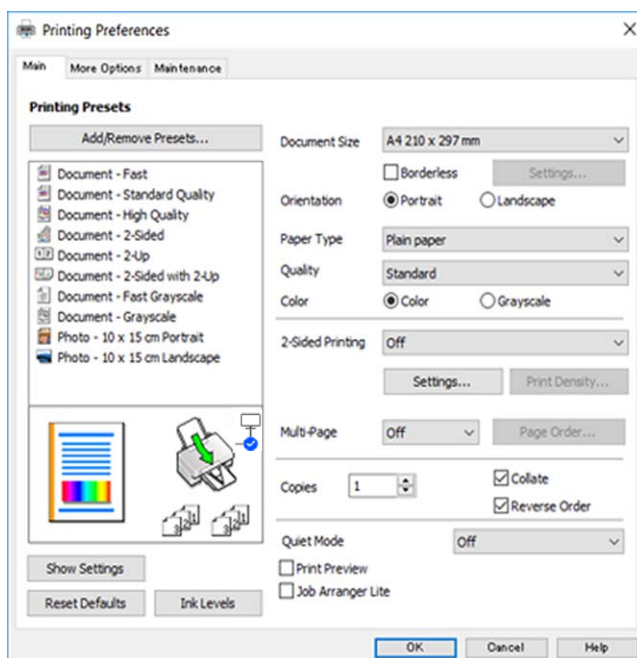 Printing Preferences
Main More Options Maintenance
Printing Presets
Add/Remove Presets...
Document - Fast
Document - Standard Quality
Document - High Quality
Document - 2-Sided
Document - 2-Up
Document - 2-Sided with 2-Up
Document - Fast Grayscale
Document - Grayscale
Photo - 10 x 15 cm Portrait
Photo - 10 x 15 cm Landscape
Show Settings
Reset Defaults Ink Levels
Document Size A4 210 x 297 mm
Borderless Settings...
Orientation Portrait Landscape
Paper Type Plain paper
Quality Standard
Color Color Grayscale
2-Sided Printing Off
Settings... Print Density...
Multi-Page Off Page Order...
Copies 1 Collate
Reverse Order
Quiet Mode Off
Print Preview
Job Arranger Lite
OK Cancel Help